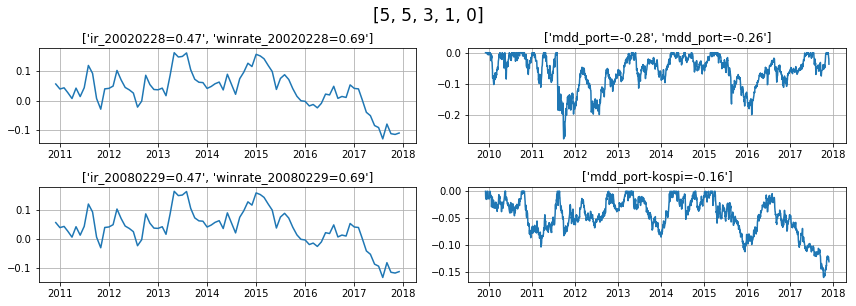 [5, 5, 3, 1, 0]
['ir_20020228=0.47', 'winrate_20020228=0.69']
0.1
0.0
−0.1
2011 2012 2013 2014 2015 2016 2017 2018
['mdd_port=-0.28', 'mdd_port=-0.26']
0.0
−0.1
−0.2
2010 2011 2012 2013 2014 2015 2016 2017 2018
['ir_20080229=0.47', 'winrate_20080229=0.69']
0.1
0.0
−0.1
2011 2012 2013 2014 2015 2016 2017 2018
['mdd_port-kospi=-0.16']
0.00
−0.05
−0.10
−0.15
2010 2011 2012 2013 2014 2015 2016 2017 2018